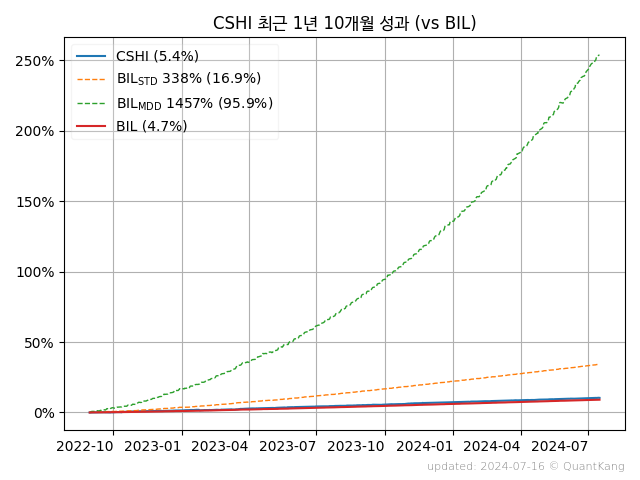 CSHI 최근 1년 10개월 성과 (vs BIL)
CSHI (5.4%)
BILSTD 338% (16.9%)
BILMDD 1457% (95.9%)
BIL (4.7%)
250%
200%
150%
100%
50%
0%
2022-10 2023-01 2023-04 2023-07 2023-10 2024-01 2024-04 2024-07
updated: 2024-07-16 © QuantKang